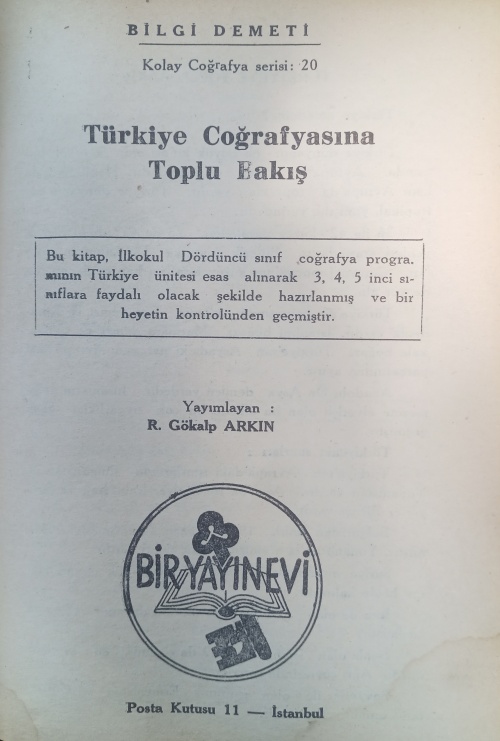 BİLGİ DEMETİ
Kolay Coğrafya serisi: 20
Türkiye Coğrafyasına
Toplu Bakış
Bu kitap, İlkokul Dördüncü sınıf coğrafya progra.
mının Türkiye ünitesi esas alınarak 3, 4, 5 inci sı-
nıflara faydalı olacak şekilde hazırlanmış ve bir
heyetin kontrolünden geçmiştir.
Yayımlayan :
R. Gökalp ARKIN
BİR YAYINEVİ
Posta Kutusu 11 — İstanbul